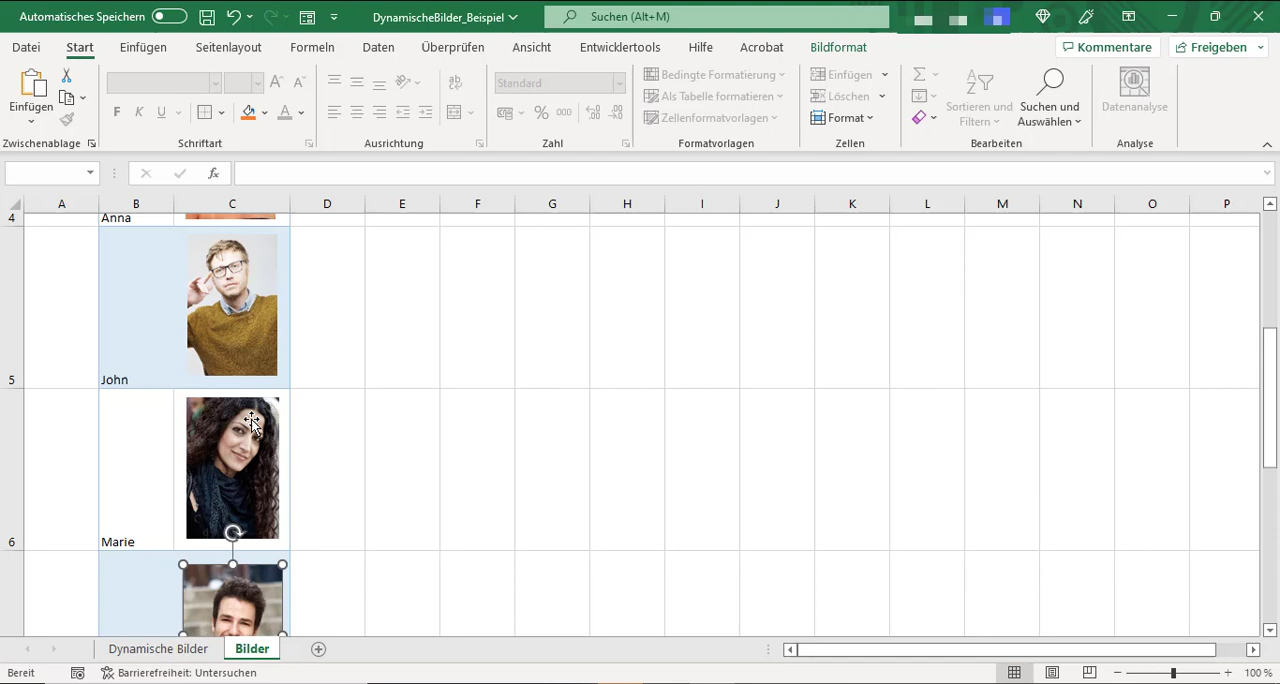 Automatisches Speichern
DynamischeBilder_Beispiel
Suchen (Alt+M)
Datei Start Einfügen Seitenlayout Formeln Daten Überprüfen Ansicht Entwicklertools Hilfe Acrobat Bildformat Kommentare Freigeben
Einfügen
Zwischenablage
F K U
A A A
Schriftart
ab
Ausrichtung
Standard
% 000
Zahl
Bedingte Formatierung
Als Tabelle formatieren
Zellenformatvorlagen
Formatvorlagen
Einfügen
Löschen
Format
Zellen
Sortieren und
Filtern
Suchen und
Auswählen
Bearbeiten
Datenanalyse
Analyse
fx
A B C D E F G H I J K L M N O P
4 Anna
5 John
6 Marie
Dynamische Bilder Bilder
Bereit Barrierefreiheit: Untersuchen 100 %